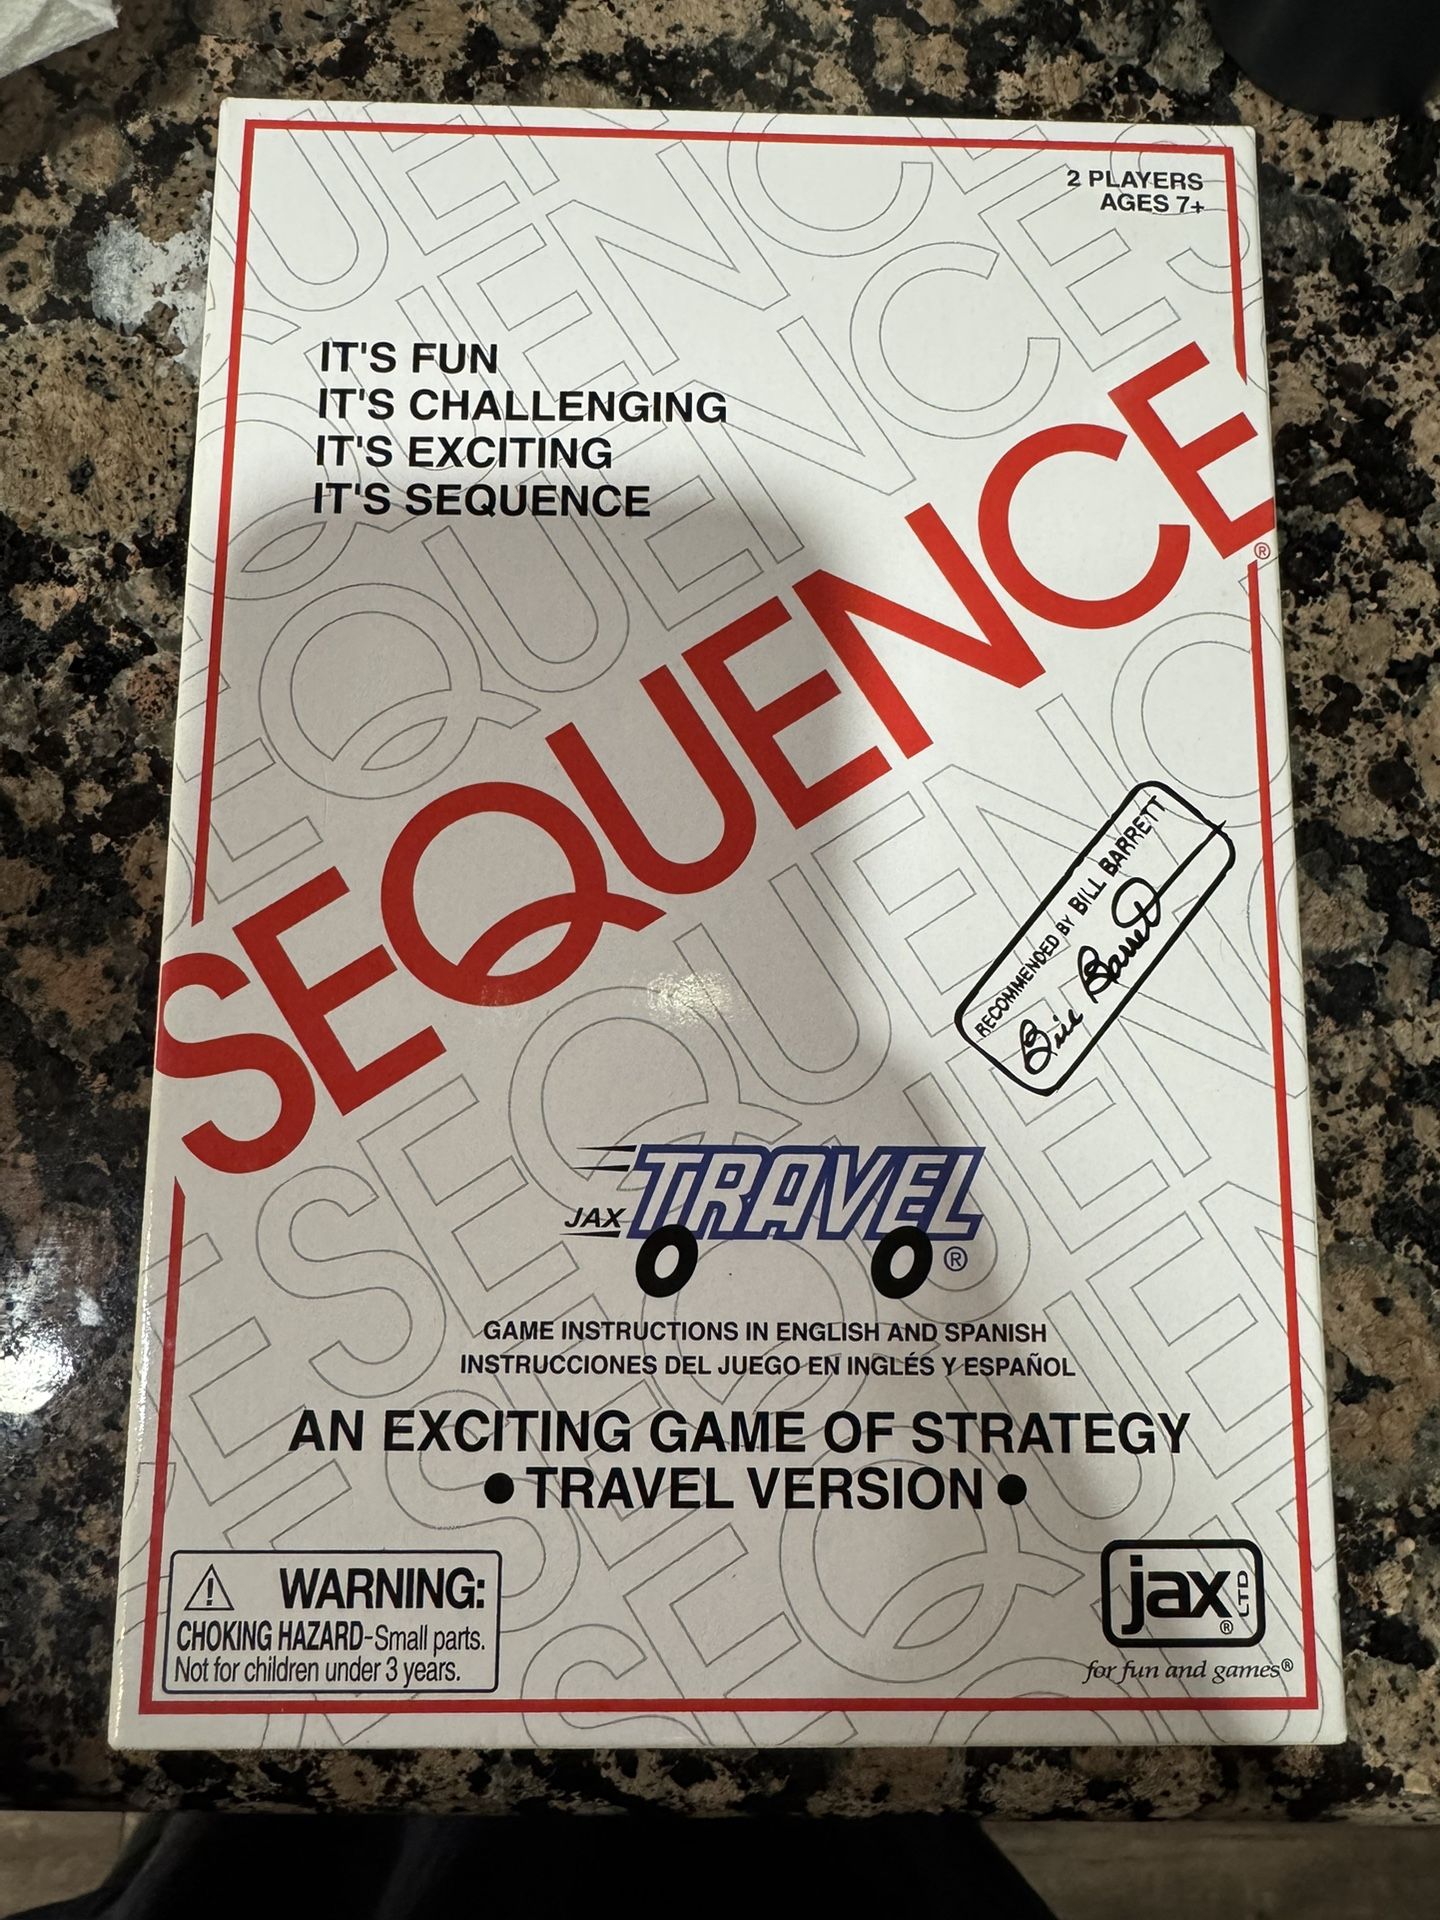 2 PLAYERS
AGES 7+
IT'S FUN
IT'S CHALLENGING
IT'S EXCITING
IT'S SEQUENCE
SEQUENCE®
RECOMMENDED BY BILL BARRETT
Bill Barrett
JAX TRAVEL®
GAME INSTRUCTIONS IN ENGLISH AND SPANISH
INSTRUCCIONES DEL JUEGO EN INGLÉS Y ESPAÑOL
AN EXCITING GAME OF STRATEGY
• TRAVEL VERSION •
⚠ WARNING:
CHOKING HAZARD-Small parts.
Not for children under 3 years.
jax® LTD
for fun and games®